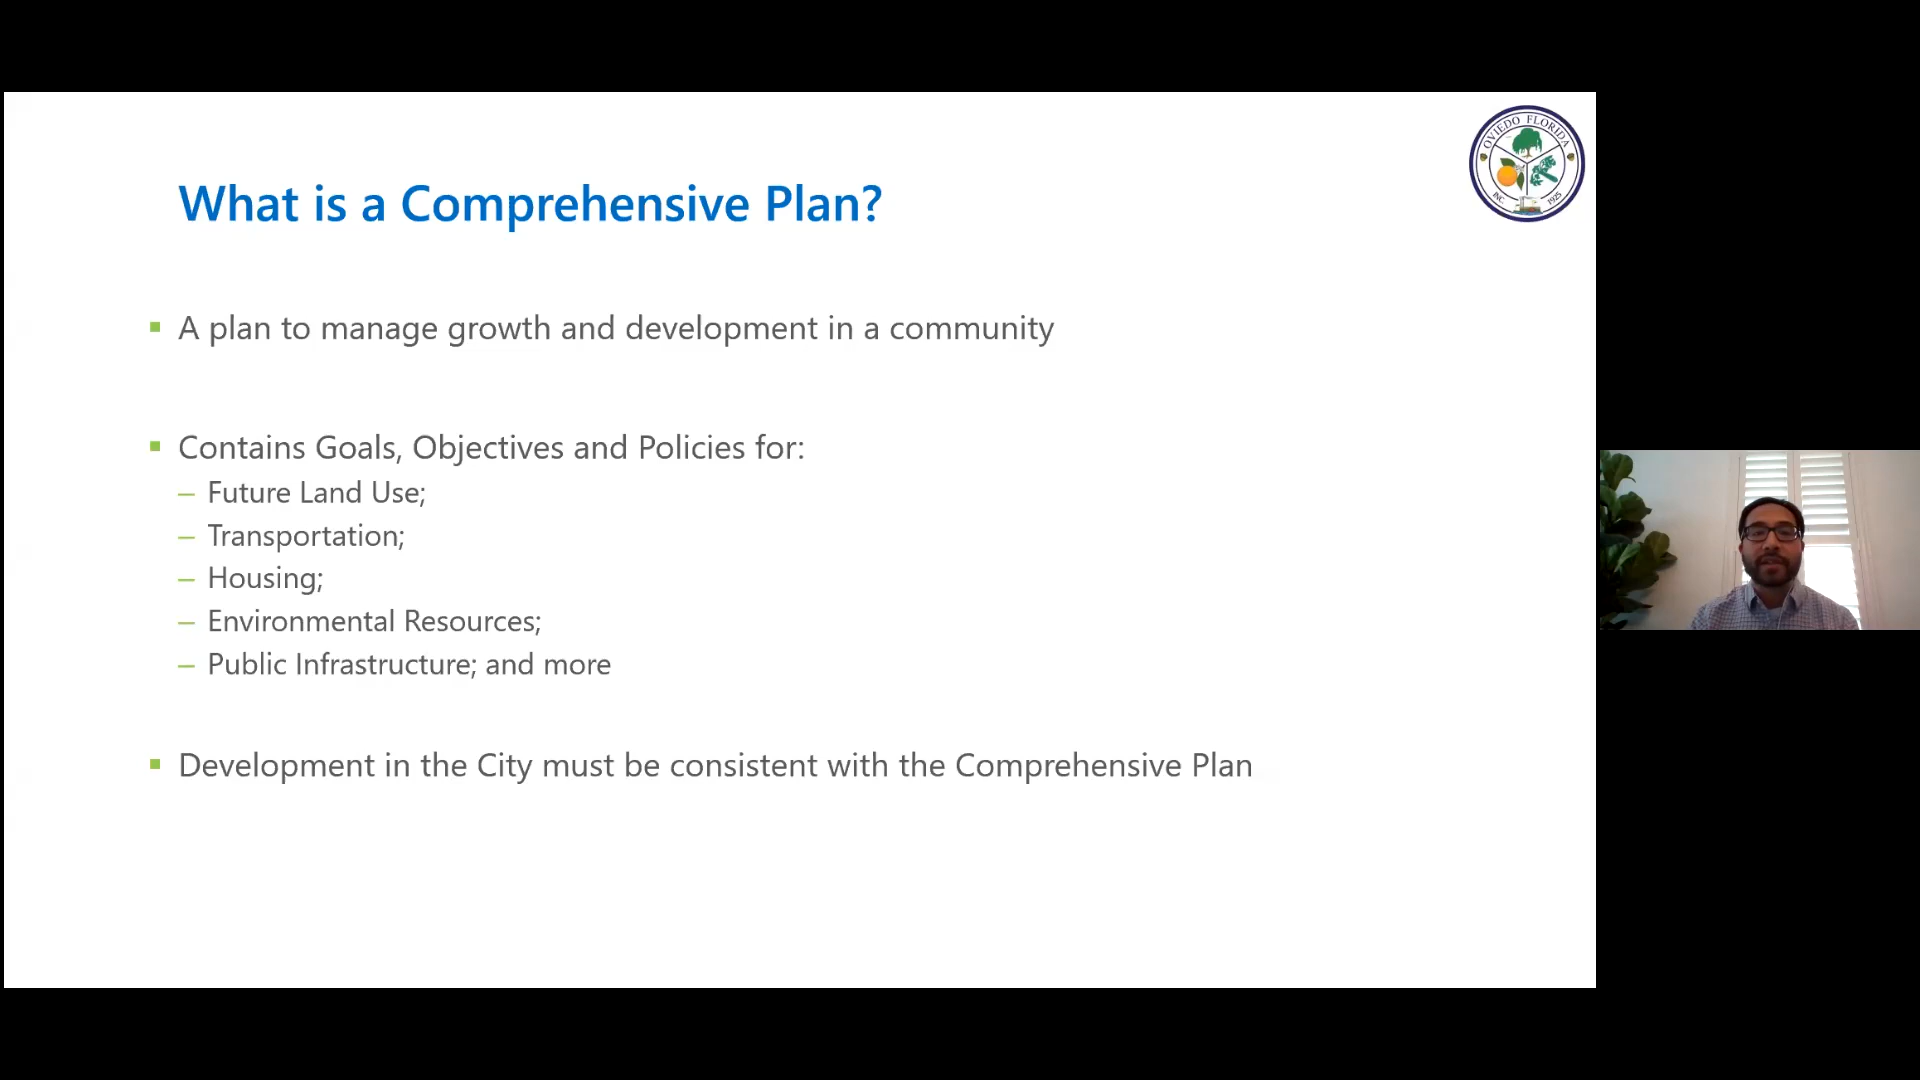 OVIEDO FLORIDA
INC. 1925
What is a Comprehensive Plan?
▪ A plan to manage growth and development in a community
▪ Contains Goals, Objectives and Policies for:
– Future Land Use;
– Transportation;
– Housing;
– Environmental Resources;
– Public Infrastructure; and more
▪ Development in the City must be consistent with the Comprehensive Plan